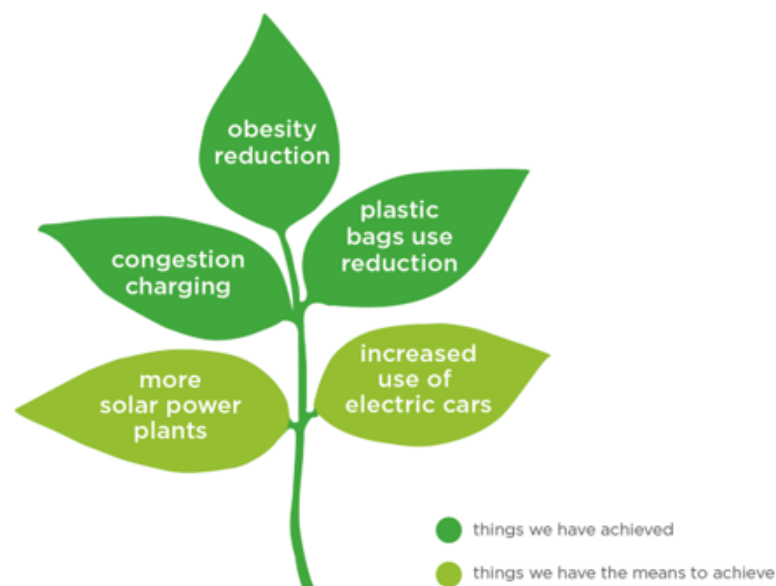 obesity
reduction
plastic
bags use
reduction
congestion
charging
increased
use of
electric cars
more
solar power
plants
things we have achieved
things we have the means to achieve